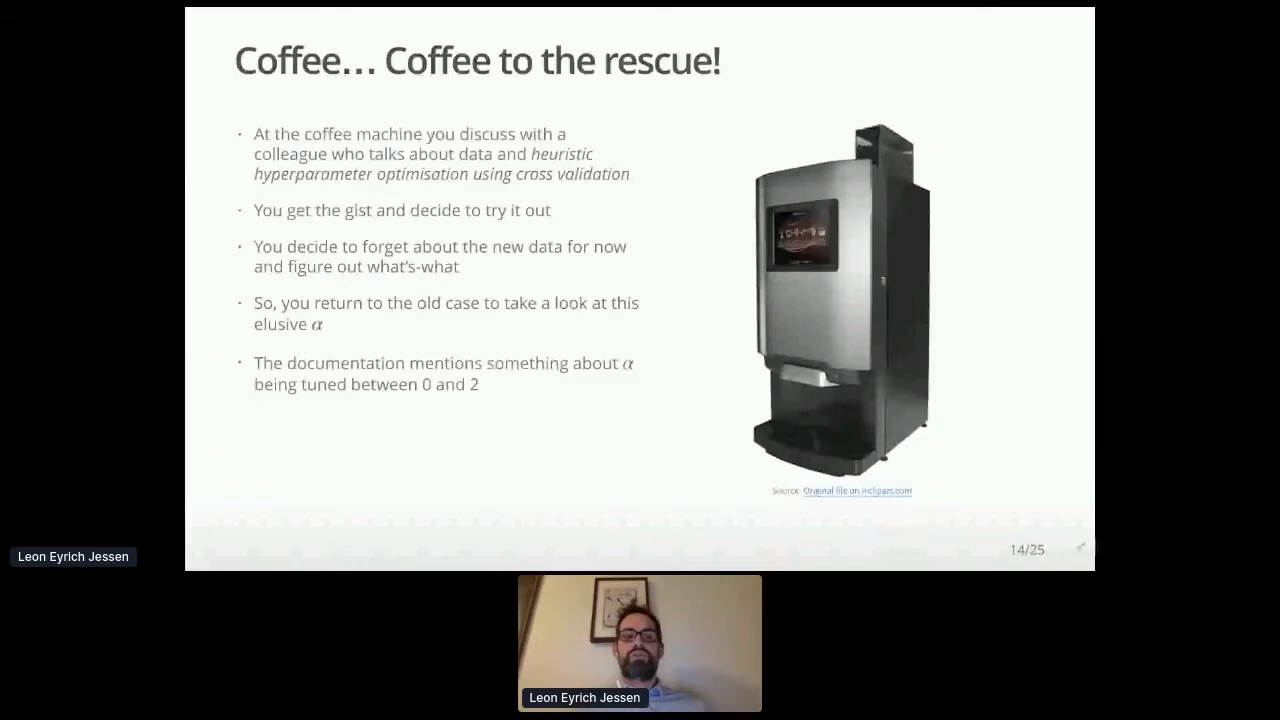 Coffee… Coffee to the rescue!
· At the coffee machine you discuss with a
colleague who talks about data and heuristic
hyperparameter optimisation using cross validation
· You get the gist and decide to try it out
· You decide to forget about the new data for now
and figure out what's-what
· So, you return to the old case to take a look at this
elusive α
· The documentation mentions something about α
being tuned between 0 and 2
Source: Original file on
14/25
Leon Eyrich Jessen
Leon Eyrich Jessen